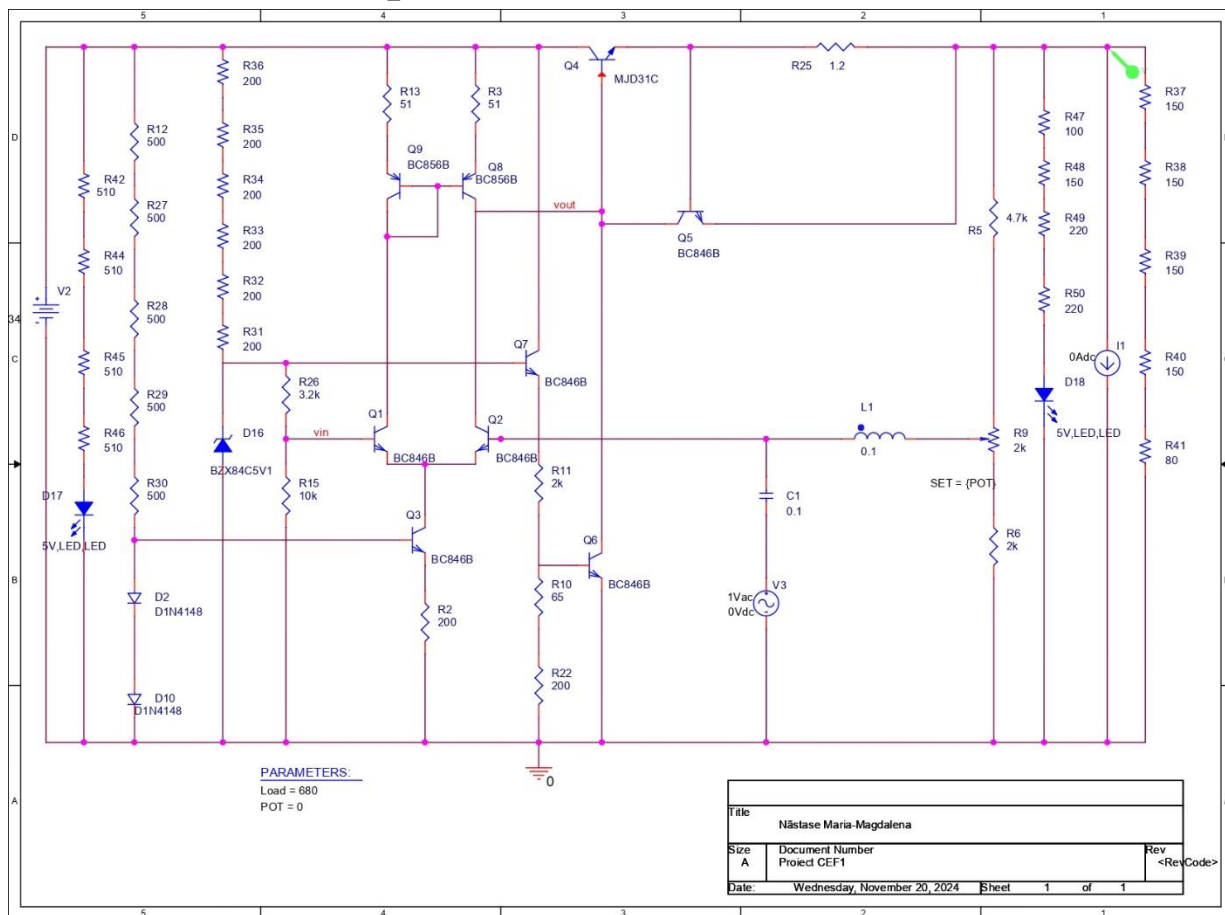 5 4 3 2 1
R36
200
R13
51
R3
51
Q4
MJD31C
R25 1.2
R37
150
D
R12
500
R35
200
R47
100
Q9
BC856B
Q8
BC856B
R42
510
R34
200
R48
150
R38
150
vout
R27
500
R33
200
R5
4.7k
R49
220
Q5
BC846B
R44
510
R32
200
R39
150
V2
R28
500
R50
220
34
R31
200
Q7
BC846B
C
I1
0Adc
R45
510
R26
3.2k
R40
150
D18
5V,LED,LED
R29
500
D16
BZX84C5V1
vin
Q1
BC846B
Q2
BC846B
L1
0.1
R9
2k
SET = {POT}
R46
510
R41
80
R30
500
R15
10k
R11
2k
D17
5V,LED,LED
C1
0.1
Q3
BC846B
Q6
BC846B
R6
2k
B
D2
D1N4148
R2
200
R10
65
V3
1Vac
0Vdc
D10
D1N4148
R22
200
0
PARAMETERS:
Load = 680
POT = 0
A
Title
Năstase Maria-Magdalena
Size
A
Document Number
Proiect CEF1
Rev
<RevCode>
Date: Wednesday, November 20, 2024 Sheet 1 of 1
5 4 3 2 1